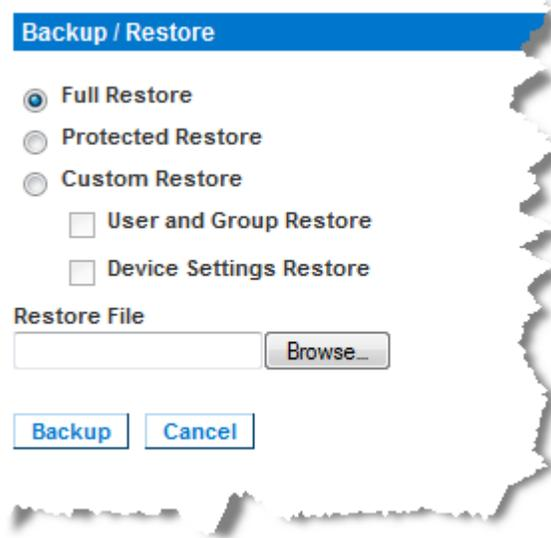 Backup / Restore
Full Restore
Protected Restore
Custom Restore
User and Group Restore
Device Settings Restore
Restore File
Browse...
Backup Cancel